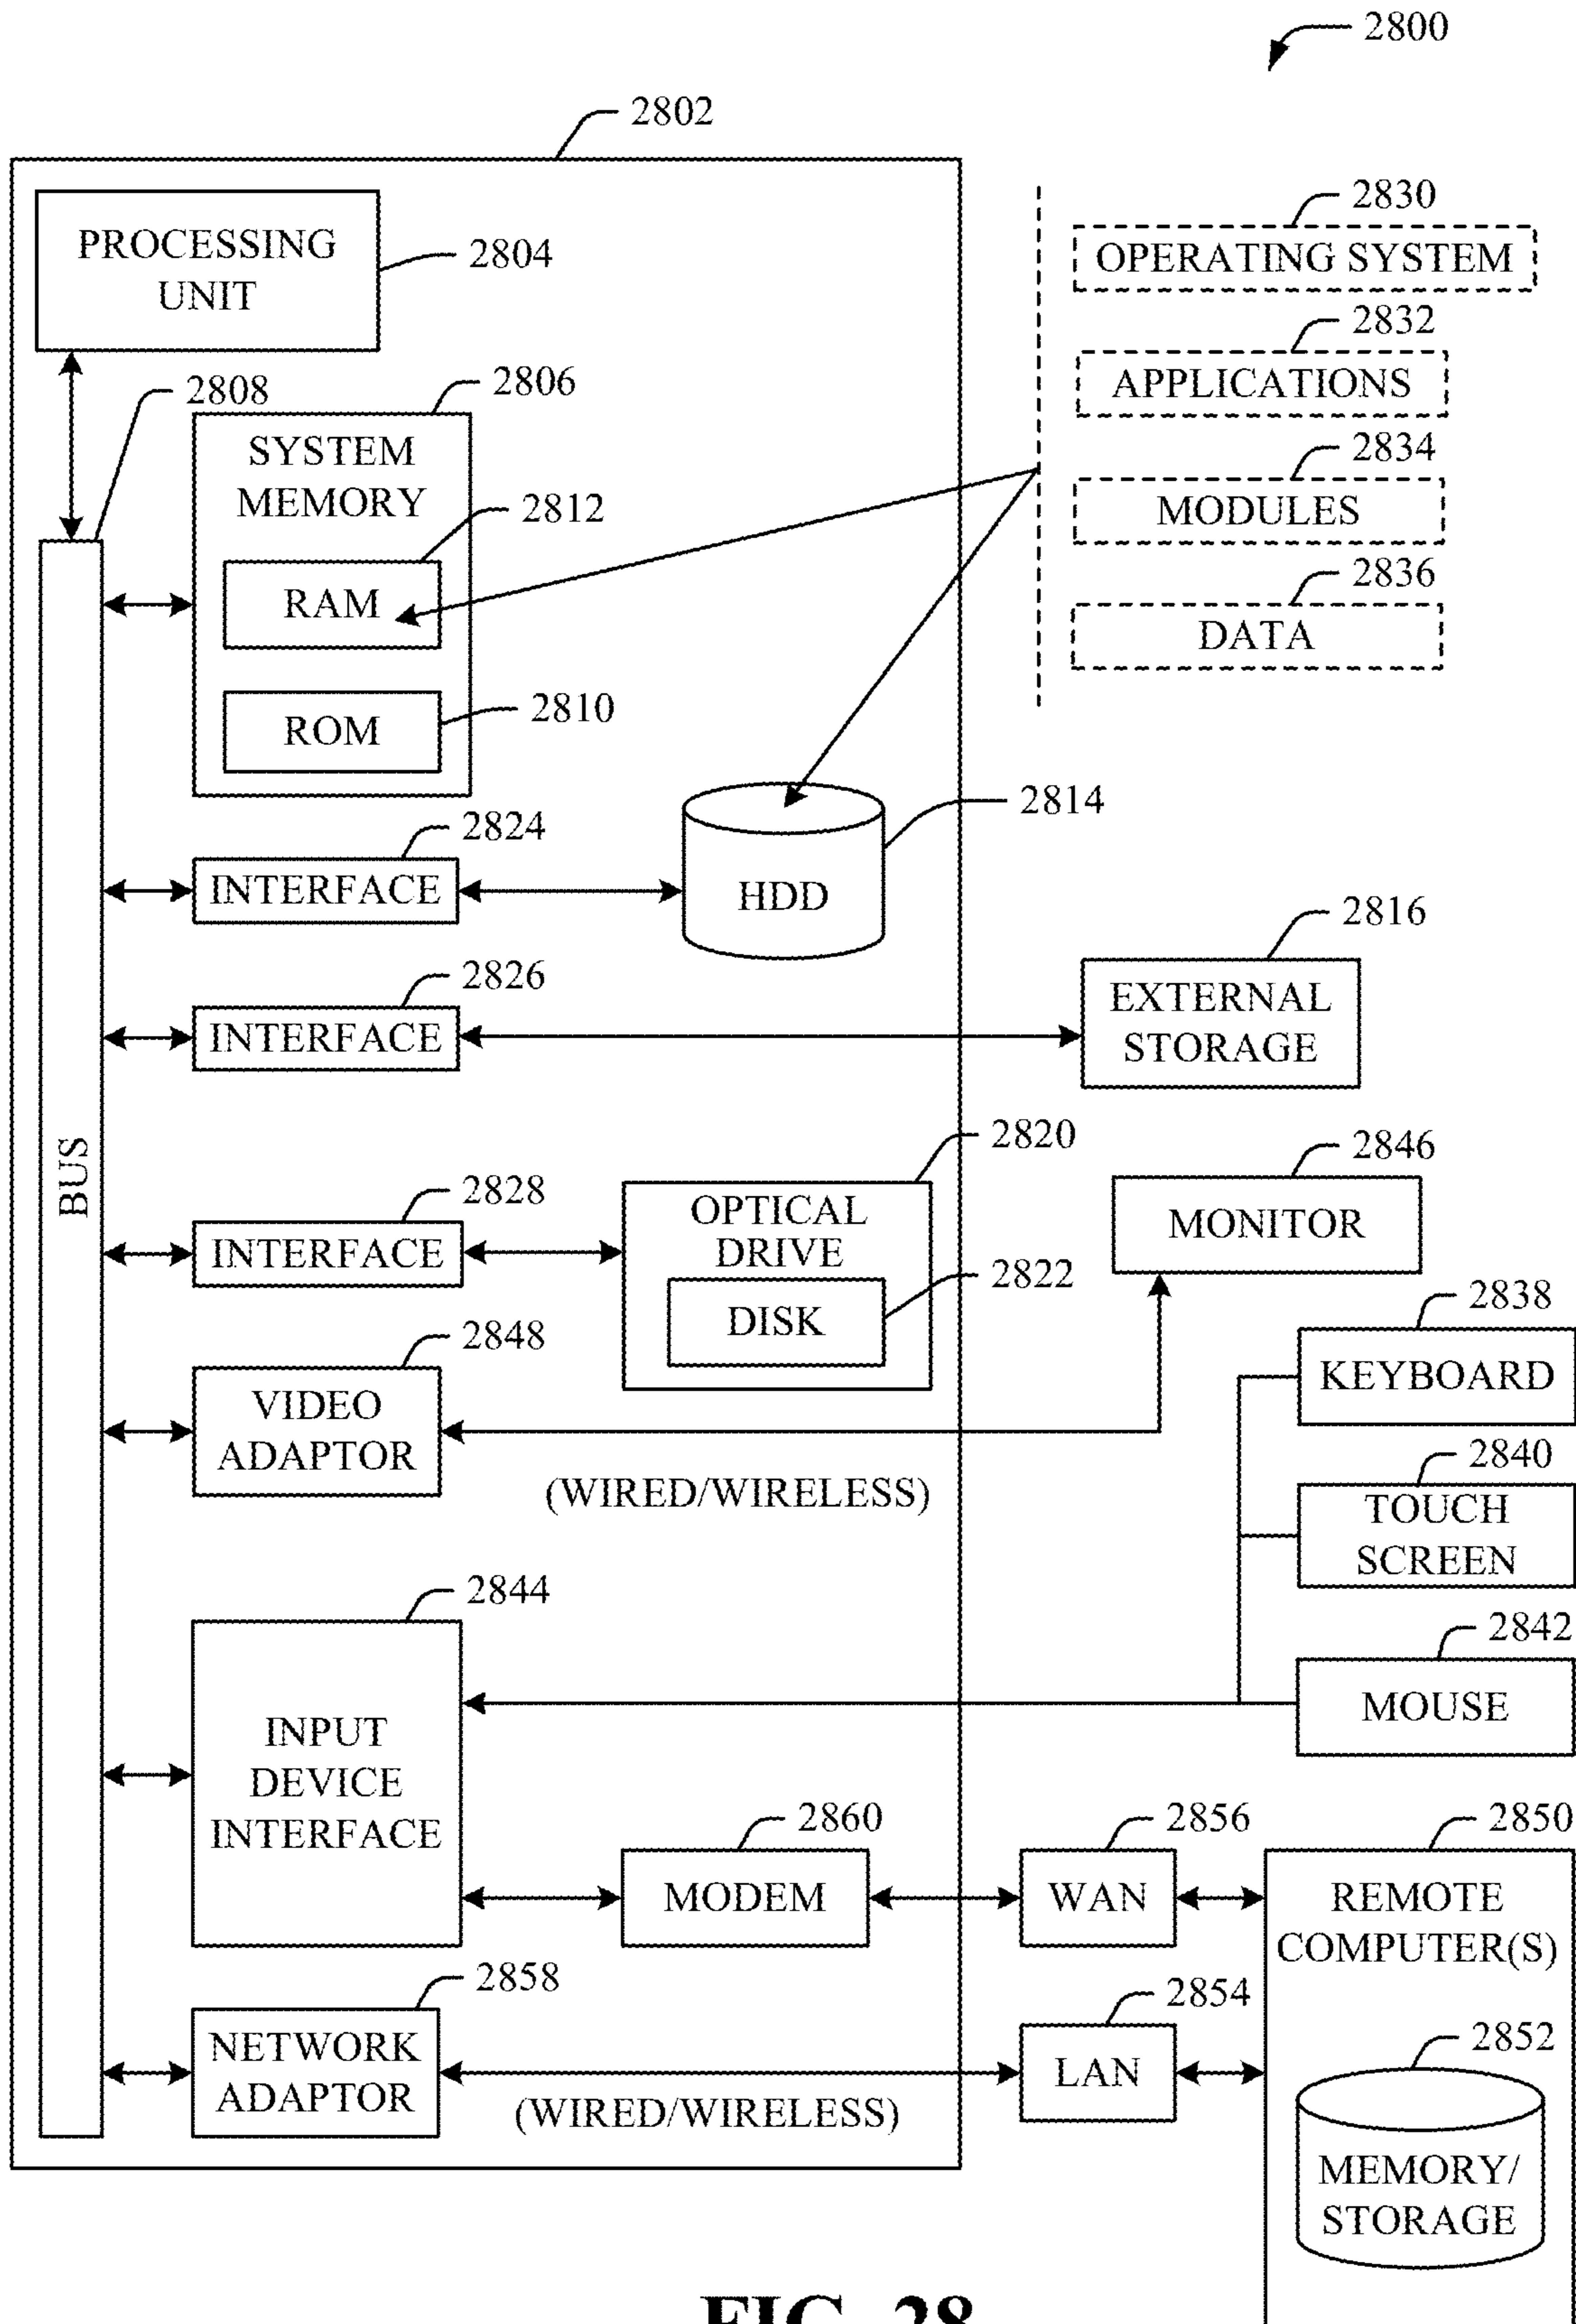 2800
2802
PROCESSING
UNIT
2804
2830
OPERATING SYSTEM
2832
APPLICATIONS
2834
MODULES
2836
DATA
2808
2806
SYSTEM
MEMORY
2812
RAM
2810
ROM
2824
INTERFACE
2814
HDD
2826
INTERFACE
2816
EXTERNAL
STORAGE
BUS
2828
INTERFACE
2820
OPTICAL
DRIVE
2822
DISK
2846
MONITOR
2848
VIDEO
ADAPTOR
(WIRED/WIRELESS)
2838
KEYBOARD
2840
TOUCH
SCREEN
2842
MOUSE
2844
INPUT
DEVICE
INTERFACE
2860
MODEM
2856
WAN
2850
REMOTE
COMPUTER(S)
2858
NETWORK
ADAPTOR
(WIRED/WIRELESS)
2854
LAN
2852
MEMORY/
STORAGE
FIG. 28